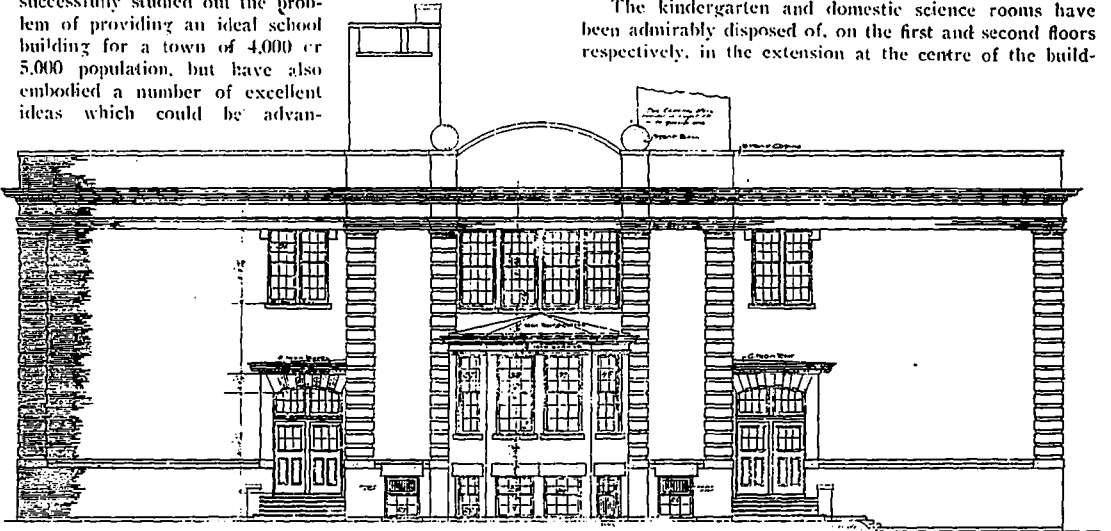 successfully studied out the prob-
lem of providing an ideal school
building for a town of 4,000 or
5,000 population, but have also
embodied a number of excellent
ideas which could be advan-
The kindergarten and domestic science rooms have
been admirably disposed of, on the first and second floors
respectively, in the extension at the centre of the build-